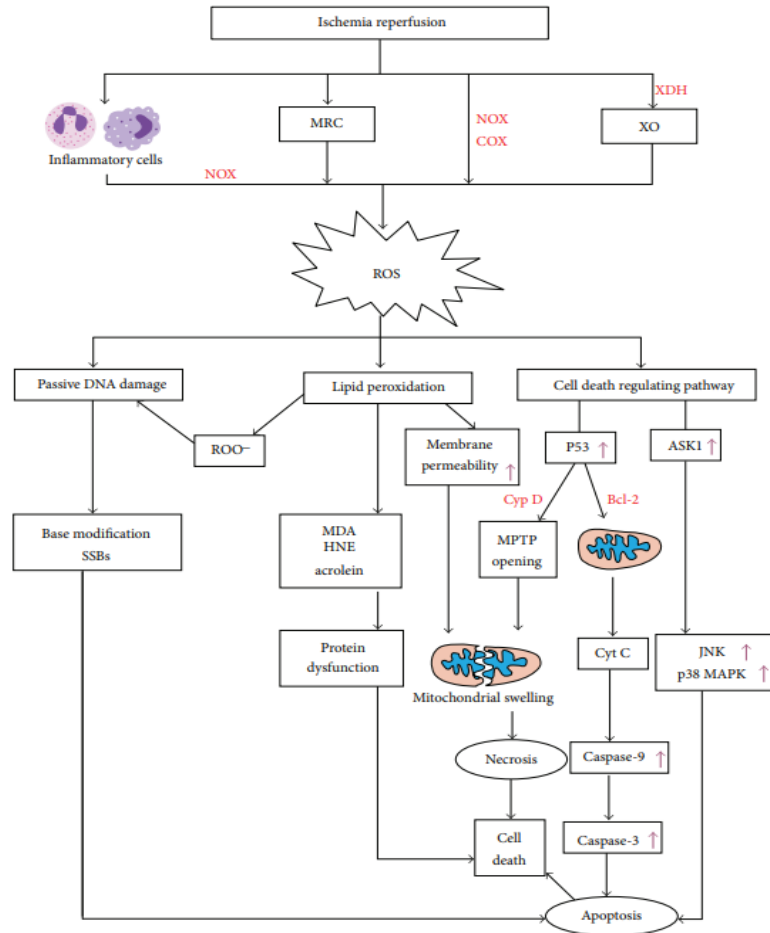 Ischemia reperfusion
XDH
MRC
NOX
COX
XO
Inflammatory cells
NOX
ROS
Passive DNA damage
Lipid peroxidation
Cell death regulating pathway
ROO–
Membrane
permeability ↑
P53 ↑
ASK1 ↑
Cyp D
Bcl-2
Base modification
SSBs
MDA
HNE
acrolein
MPTP
opening
Protein
dysfunction
Cyt C
JNK ↑
p38 MAPK ↑
Mitochondrial swelling
Necrosis
Caspase-9 ↑
Cell
death
Caspase-3 ↑
Apoptosis